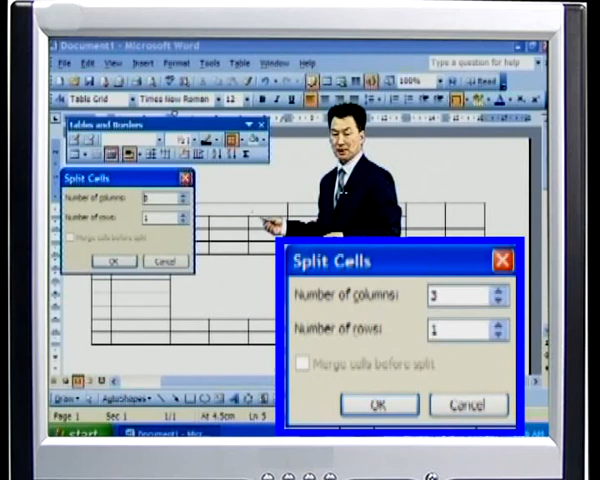 Document1 - Microsoft Word
File Edit View Insert Format Tools Table Window Help
Type a question for help
100%
Read
Table Grid
Times New Roman
12
B I U
Tables and Borders
Split Cells
Number of columns:
Number of rows: 1
Merge cells before split
OK Cancel
Split Cells
Number of columns: 3
Number of rows: 1
Merge cells before split
OK Cancel
Draw AutoShapes
Page 1 Sec 1 1/1 At 4.5cm Ln 5
start
Document1 - Micr...
AM